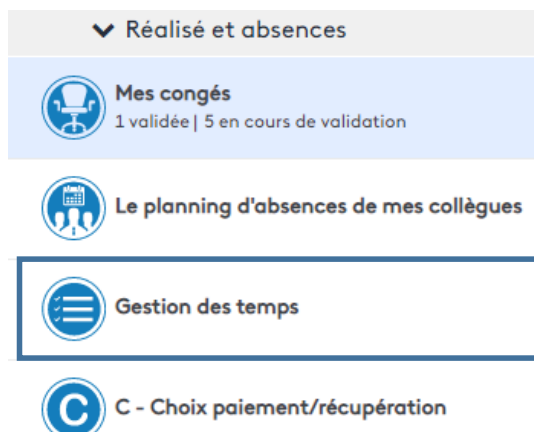 Réalisé et absences
Mes congés
1 validée | 5 en cours de validation
Le planning d'absences de mes collègues
Gestion des temps
C
C - Choix paiement/récupération